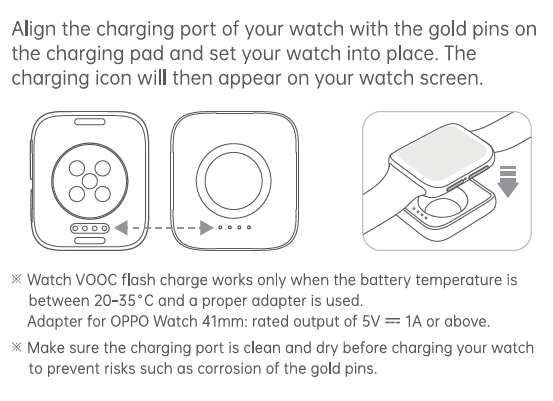 Align the charging port of your watch with the gold pins on
the charging pad and set your watch into place. The
charging icon will then appear on your watch screen.
※ Watch VOOC flash charge works only when the battery temperature is
between 20-35°C and a proper adapter is used.
Adapter for OPPO Watch 41mm: rated output of 5V ⎓ 1A or above.
※ Make sure the charging port is clean and dry before charging your watch
to prevent risks such as corrosion of the gold pins.